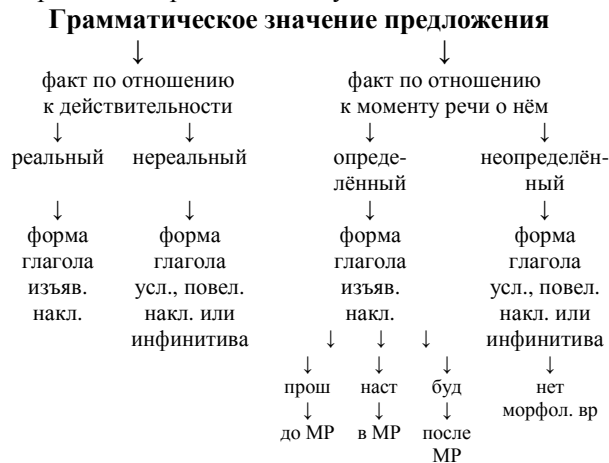 Грамматическое значение предложения
↓ ↓
факт по отношению факт по отношению
к действительности к моменту речи о нём
↓ ↓ ↓ ↓
реальный нереальный опреде- неопределён-
лённый ный
↓ ↓ ↓ ↓
форма форма форма форма
глагола глагола глагола глагола
изъяв. усл., повел. изъяв. усл., повел.
накл. накл. или накл. накл. или
инфинитива инфинитива
↓ ↓ ↓
↓ ↓ ↓ ↓
прош наст буд нет
↓ ↓ ↓ морфол. вр
до МР в МР после
МР